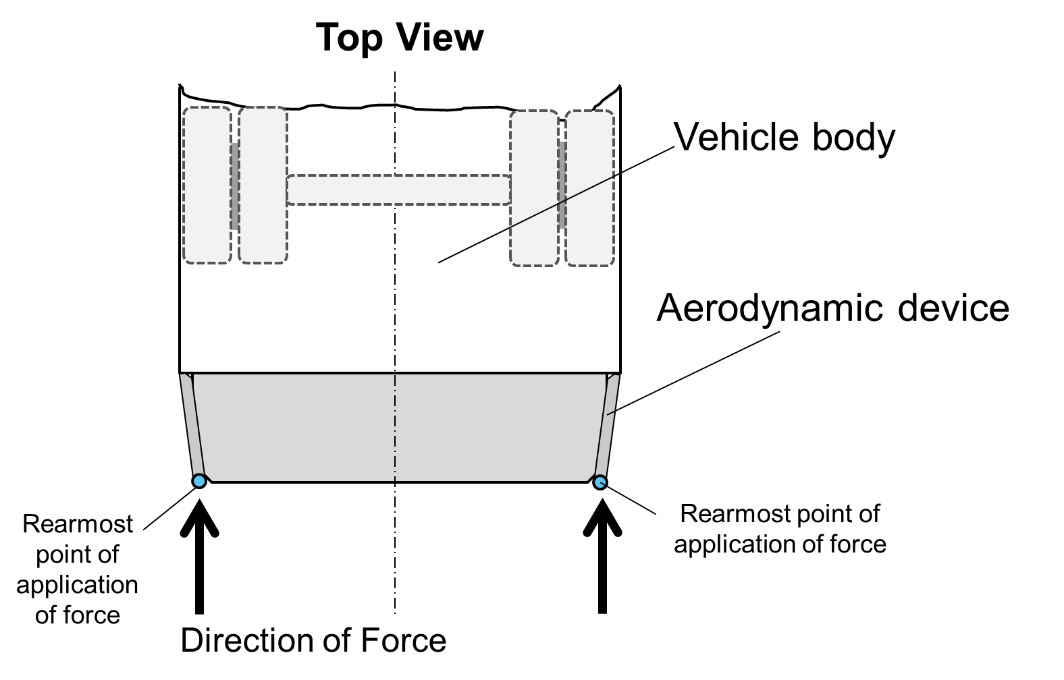 Top View
Vehicle body
Aerodynamic device
Rearmost
point of
application
of force
Rearmost point of
application of force
Direction of Force